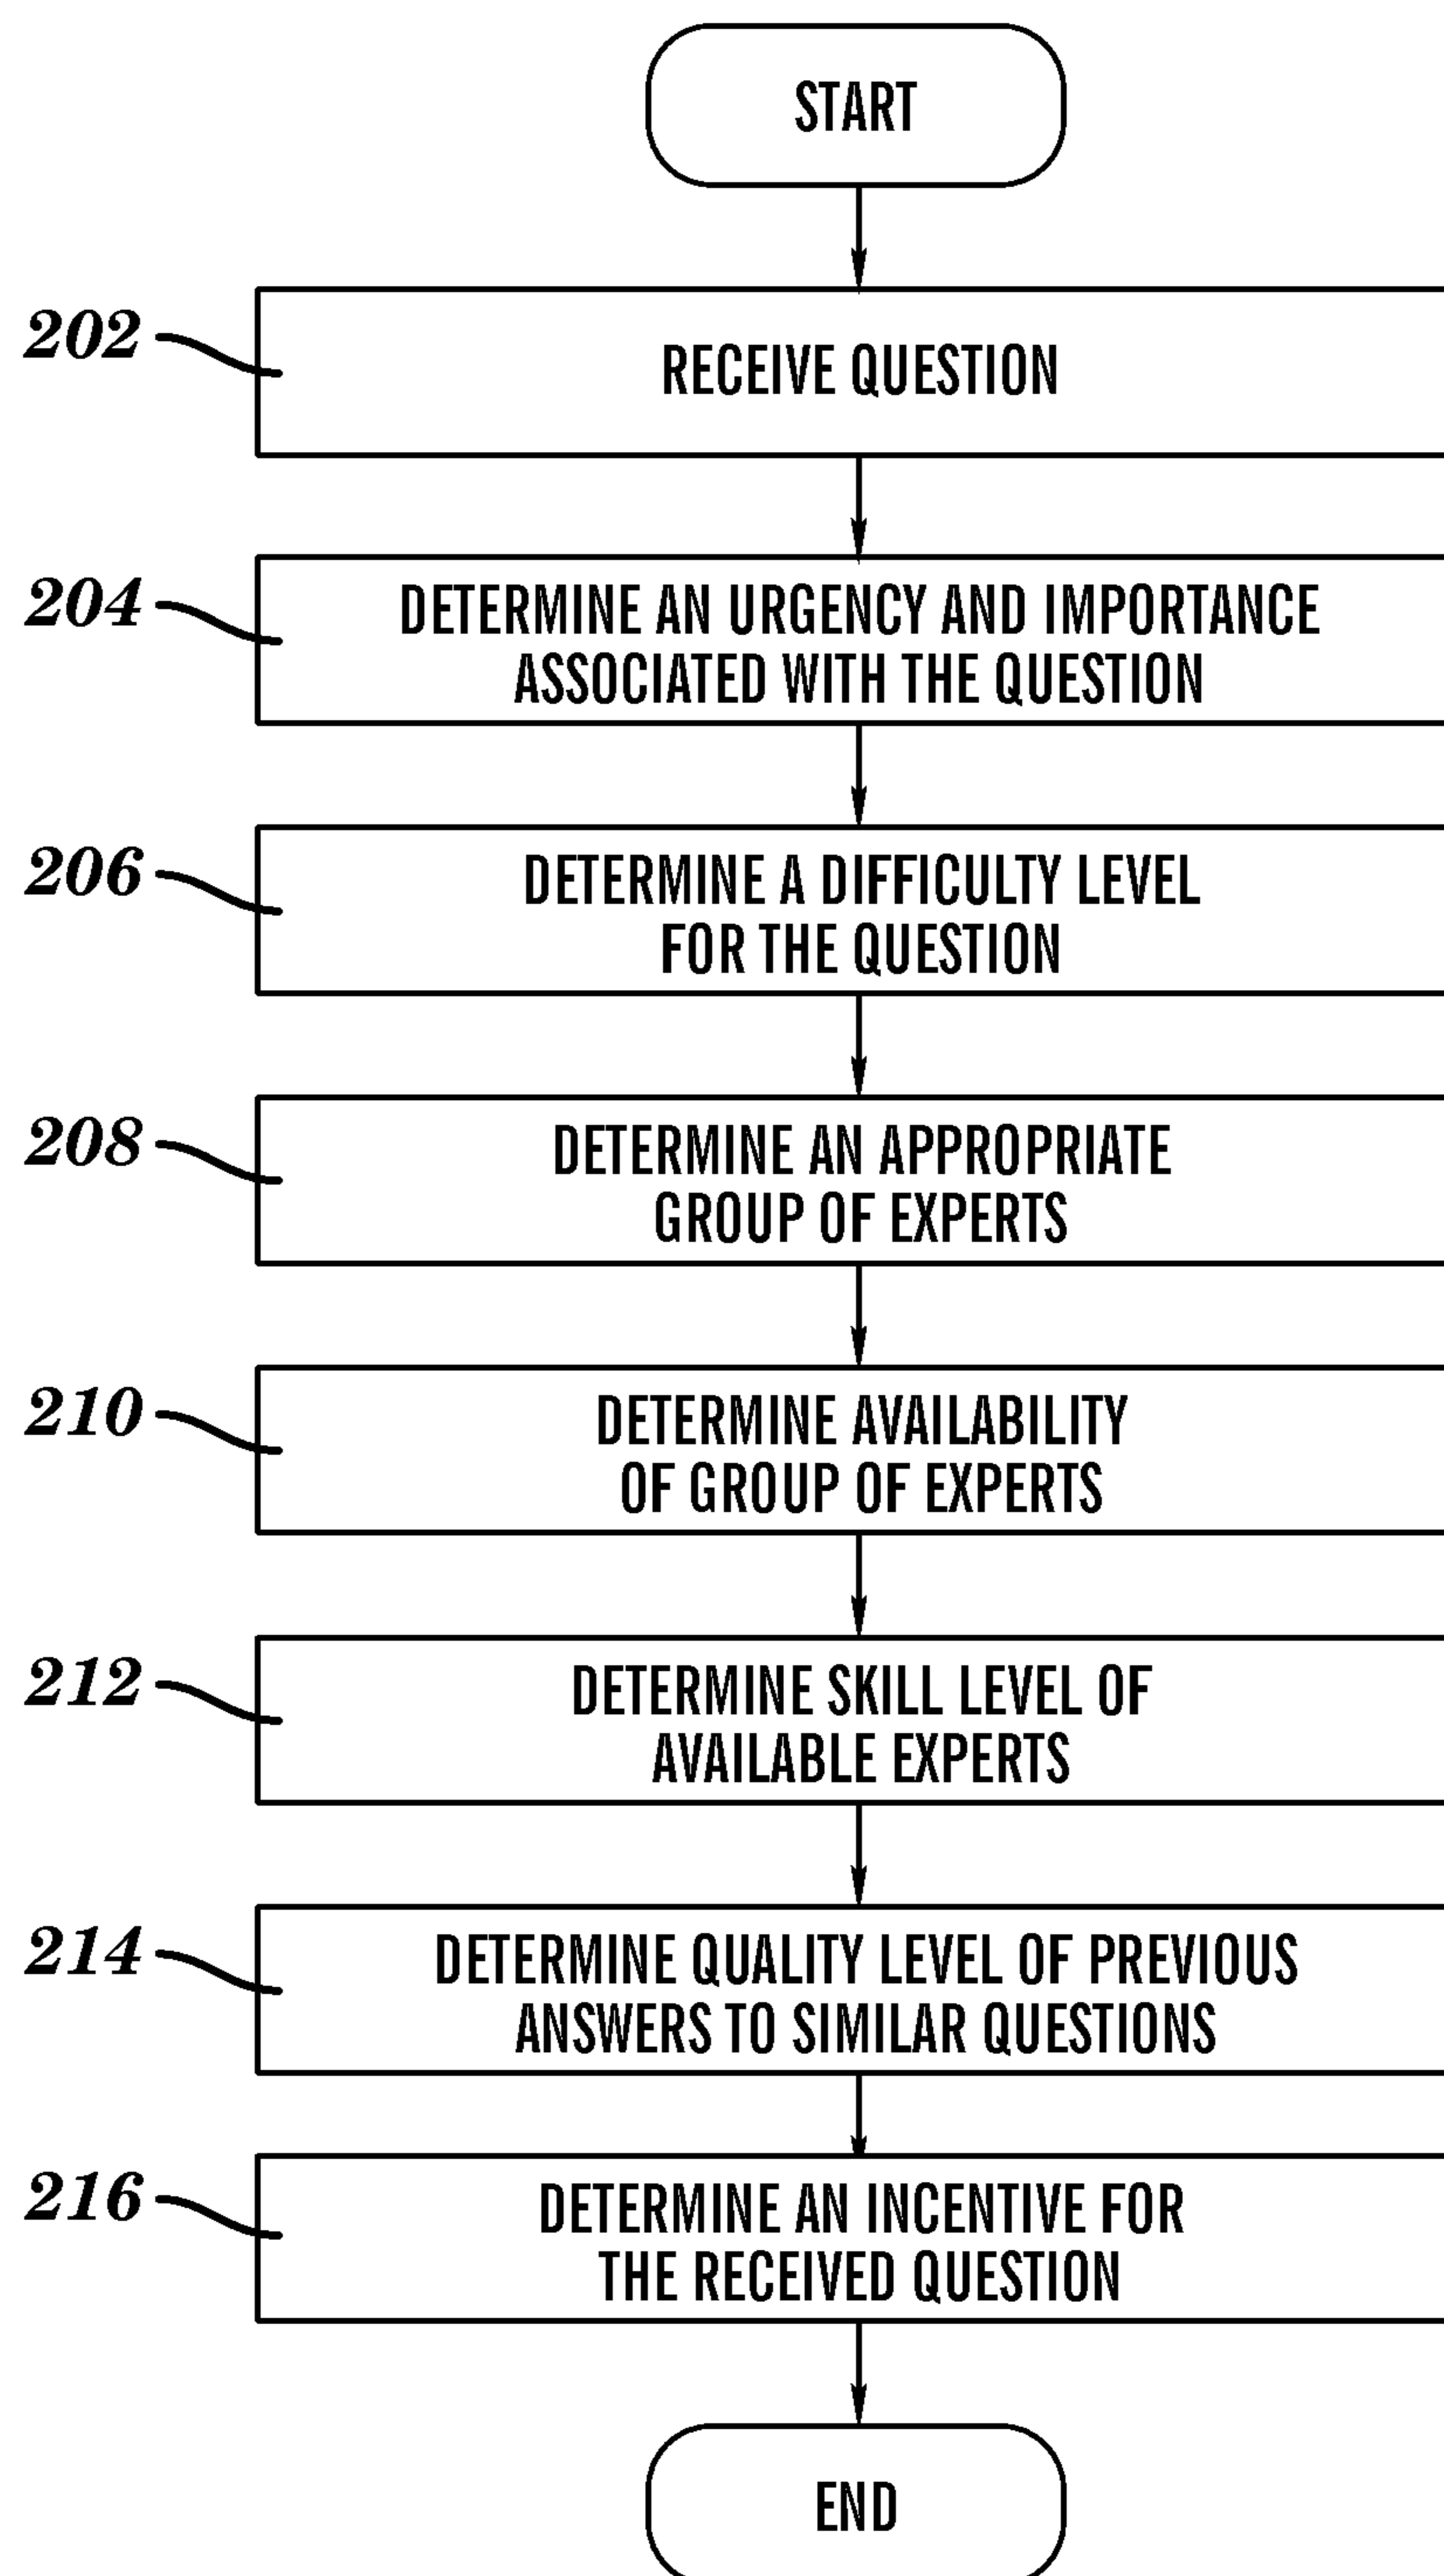 START
202
RECEIVE QUESTION
204
DETERMINE AN URGENCY AND IMPORTANCE
ASSOCIATED WITH THE QUESTION
206
DETERMINE A DIFFICULTY LEVEL
FOR THE QUESTION
208
DETERMINE AN APPROPRIATE
GROUP OF EXPERTS
210
DETERMINE AVAILABILITY
OF GROUP OF EXPERTS
212
DETERMINE SKILL LEVEL OF
AVAILABLE EXPERTS
214
DETERMINE QUALITY LEVEL OF PREVIOUS
ANSWERS TO SIMILAR QUESTIONS
216
DETERMINE AN INCENTIVE FOR
THE RECEIVED QUESTION
END